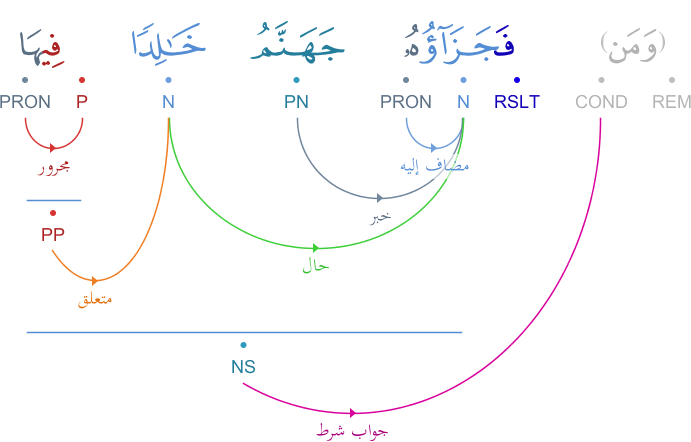 (وَمَن) فَجَزَآؤُهُۥ جَهَنَّمُ خَـٰلِدًا فِيهَا
REM COND RSLT N PRON PN N P PRON
مجرور
مضاف إليه
خبر
PP
حال
متعلق
NS
جواب شرط